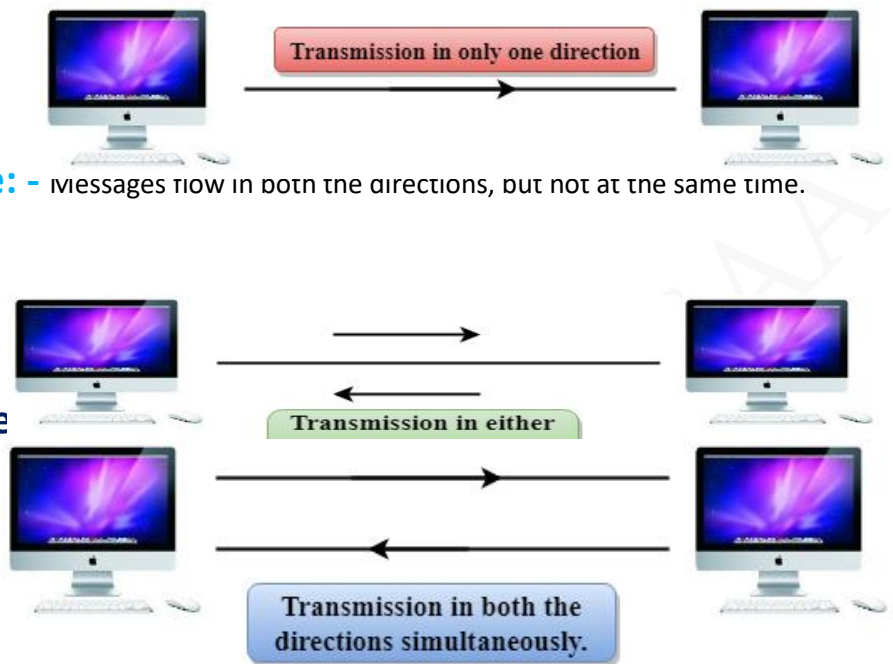 Transmission in only one direction
e: - Messages flow in both the directions, but not at the same time.
e
Transmission in either
Transmission in both the
directions simultaneously.